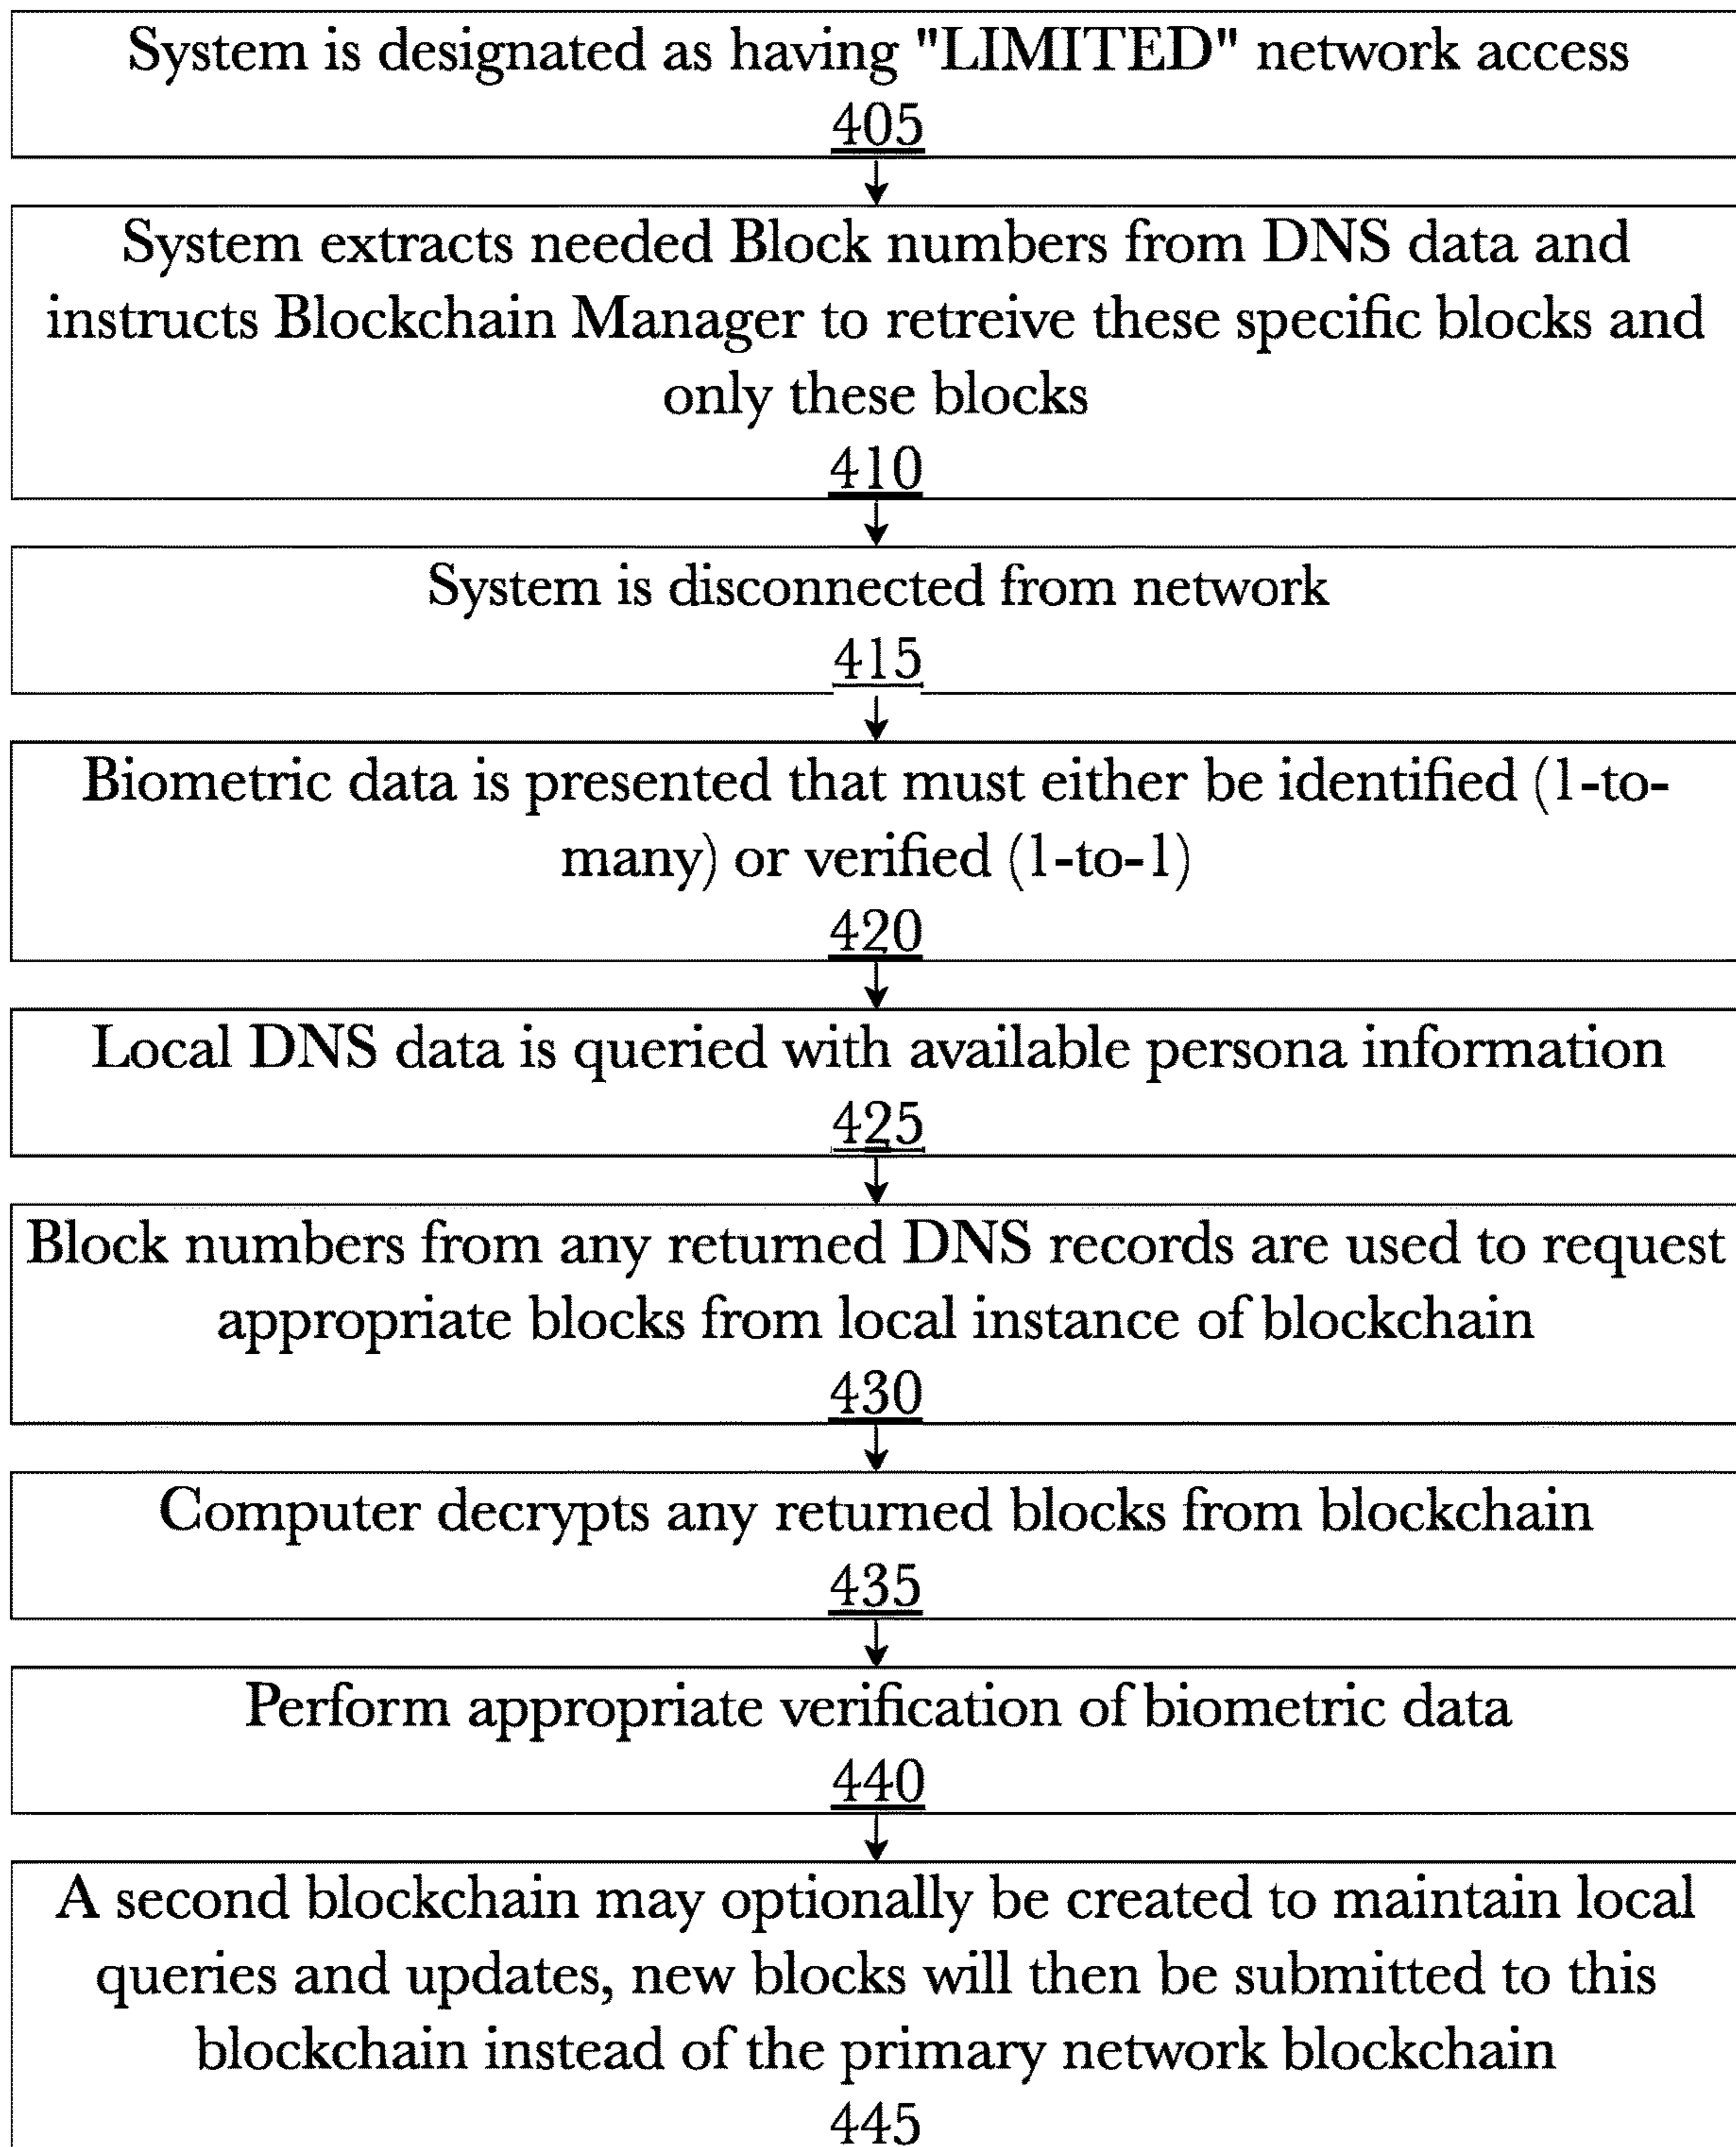 System is designated as having "LIMITED" network access
405
System extracts needed Block numbers from DNS data and
instructs Blockchain Manager to retreive these specific blocks and
only these blocks
410
System is disconnected from network
415
Biometric data is presented that must either be identified (1-to-
many) or verified (1-to-1)
420
Local DNS data is queried with available persona information
425
Block numbers from any returned DNS records are used to request
appropriate blocks from local instance of blockchain
430
Computer decrypts any returned blocks from blockchain
435
Perform appropriate verification of biometric data
440
A second blockchain may optionally be created to maintain local
queries and updates, new blocks will then be submitted to this
blockchain instead of the primary network blockchain
445